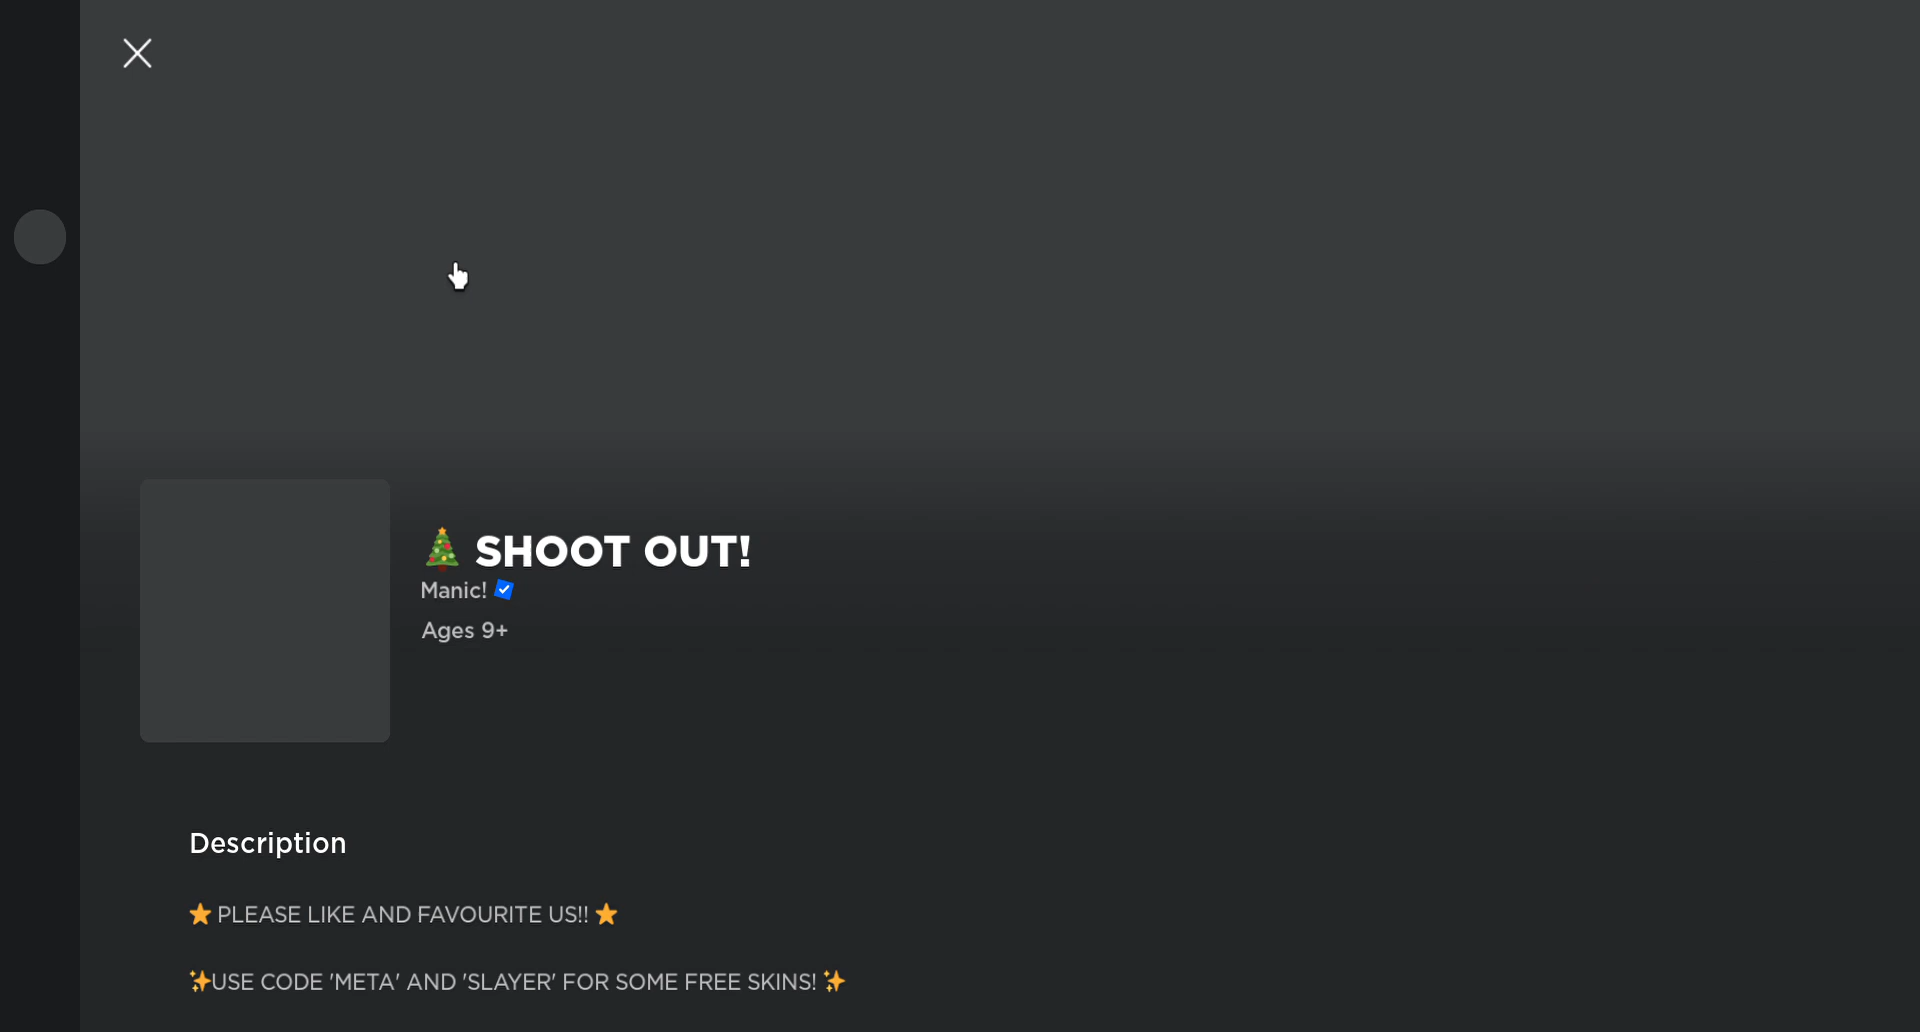 🎄 SHOOT OUT!
Manic!
Ages 9+
Description
⭐ PLEASE LIKE AND FAVOURITE US!! ⭐
✨USE CODE 'META' AND 'SLAYER' FOR SOME FREE SKINS! ✨